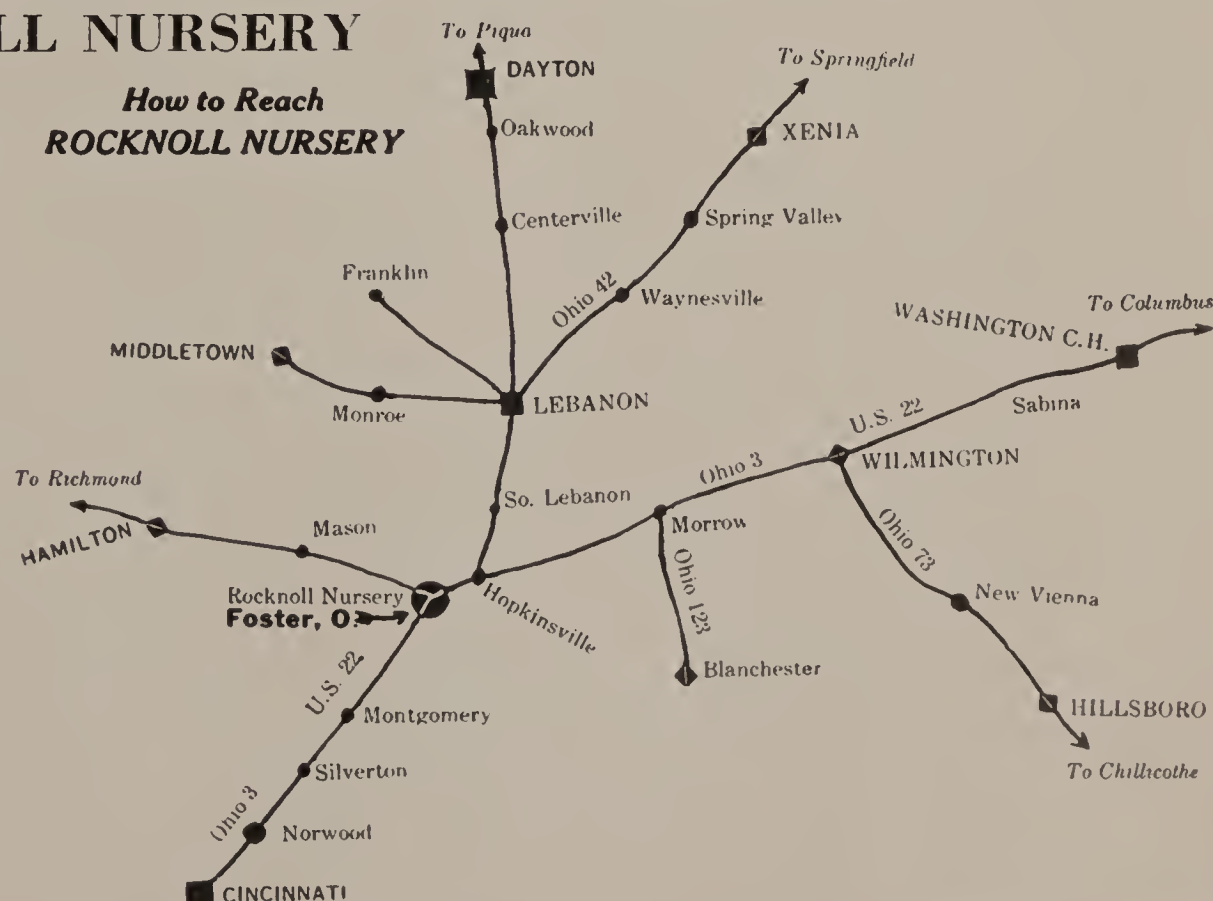 LL NURSERY
How to Reach
ROCKNOLL NURSERY
To Piqua
DAYTON
To Springfield
Oakwood
XENIA
Centerville
Spring Valley
Franklin
Ohio 42
Waynesville
To Columbus
WASHINGTON C.H.
MIDDLETOWN
Monroe
LEBANON
Sabina
U.S. 22
WILMINGTON
Ohio 3
To Richmond
So. Lebanon
Morrow
HAMILTON
Mason
Ohio 73
Ohio 123
Rocknoll Nursery
Foster, O.
Hopkinsville
New Vienna
Blanchester
U.S. 22
Montgomery
HILLSBORO
Silverton
To Chillicothe
Ohio 3
Norwood
CINCINNATI